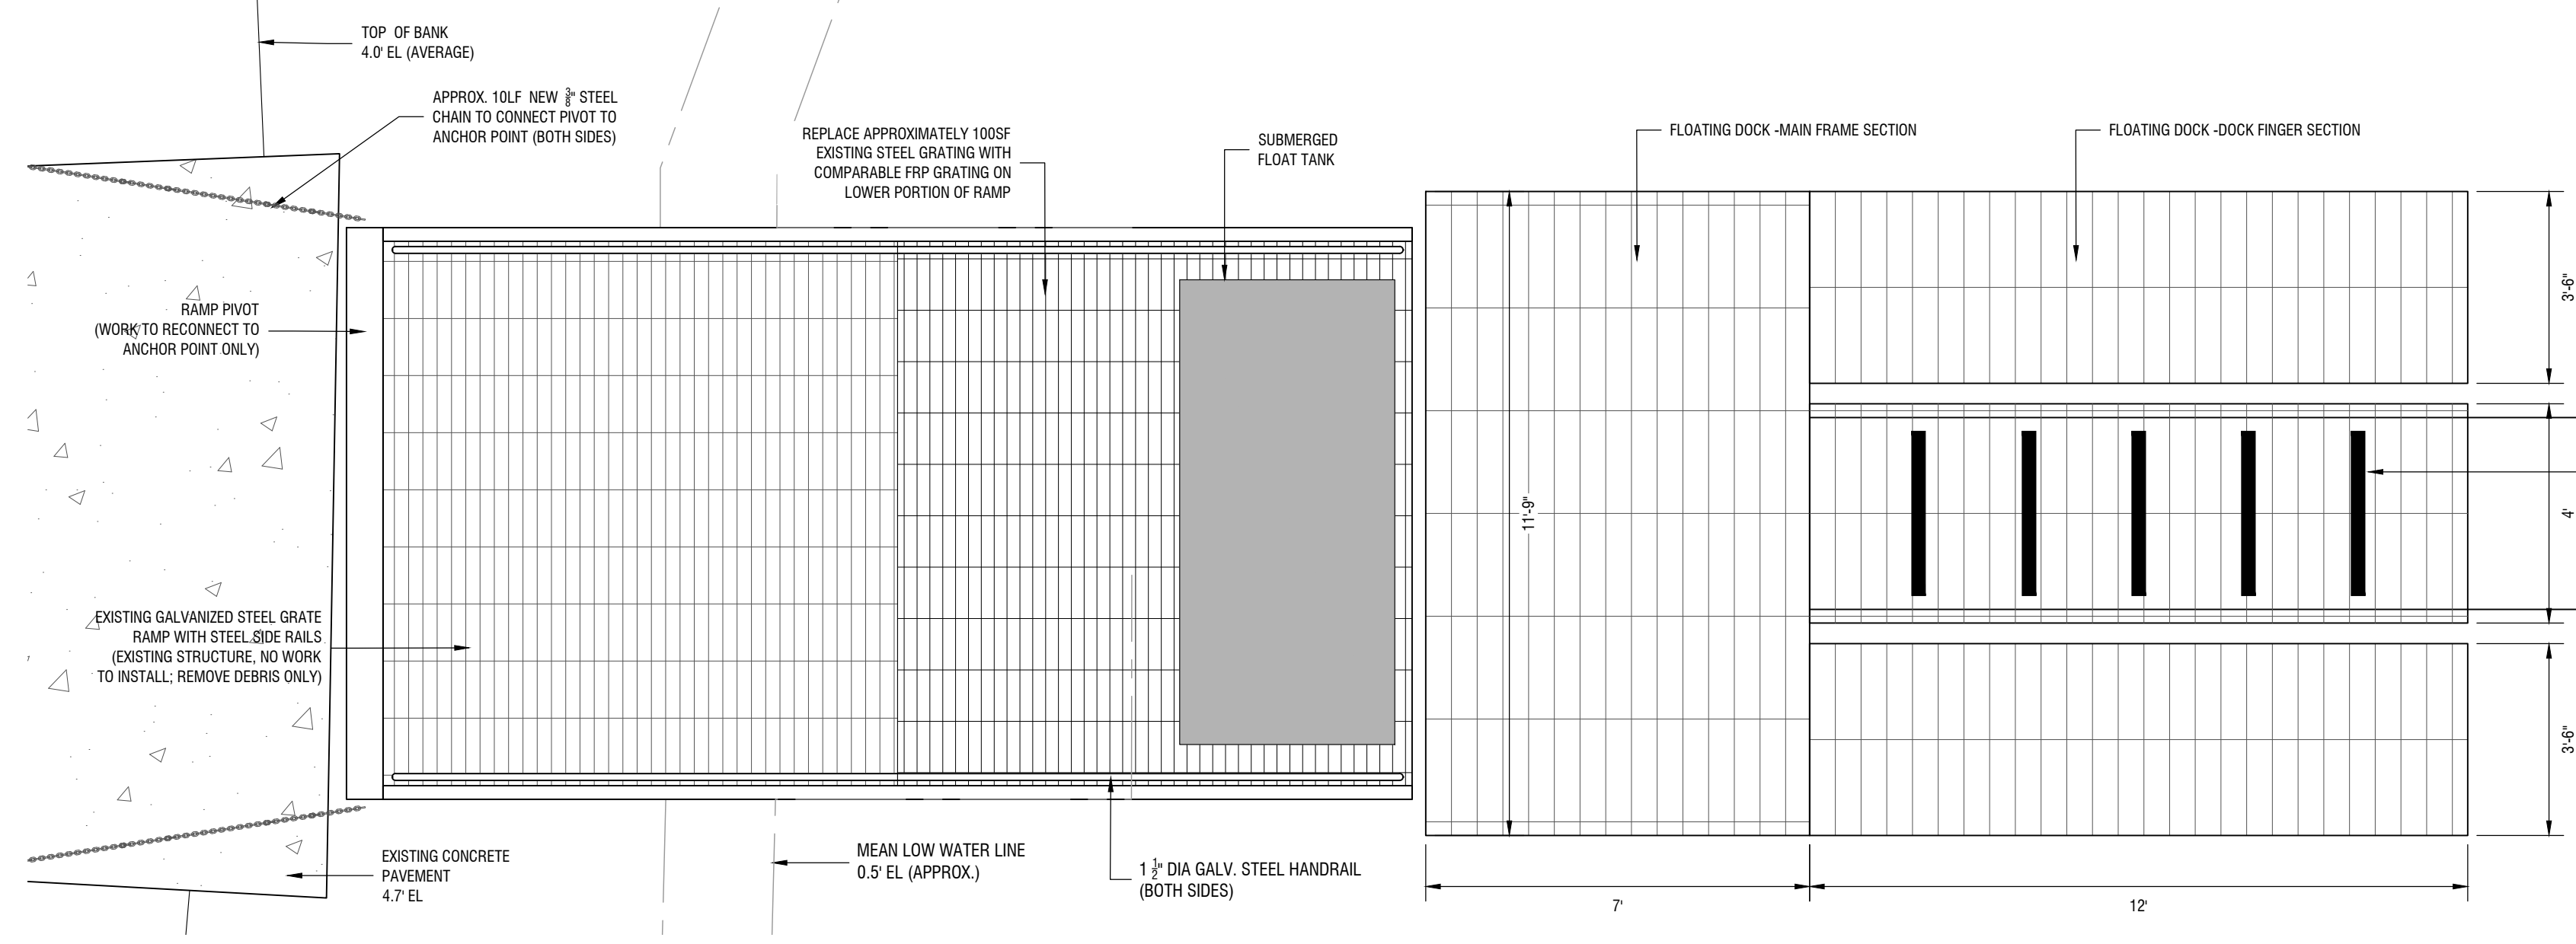 TOP OF BANK
4.0' EL (AVERAGE)
APPROX. 10LF NEW 3/8" STEEL
CHAIN TO CONNECT PIVOT TO
ANCHOR POINT (BOTH SIDES)
REPLACE APPROXIMATELY 100SF
EXISTING STEEL GRATING WITH
COMPARABLE FRP GRATING ON
LOWER PORTION OF RAMP
SUBMERGED
FLOAT TANK
FLOATING DOCK -MAIN FRAME SECTION
FLOATING DOCK -DOCK FINGER SECTION
RAMP PIVOT
(WORK TO RECONNECT TO
ANCHOR POINT ONLY)
EXISTING GALVANIZED STEEL GRATE
RAMP WITH STEEL SIDE RAILS
(EXISTING STRUCTURE, NO WORK
TO INSTALL; REMOVE DEBRIS ONLY)
11'-9"
3'-6"
4'
3'-6"
EXISTING CONCRETE
PAVEMENT
4.7' EL
MEAN LOW WATER LINE
0.5' EL (APPROX.)
1 1/2" DIA GALV. STEEL HANDRAIL
(BOTH SIDES)
7'
12'